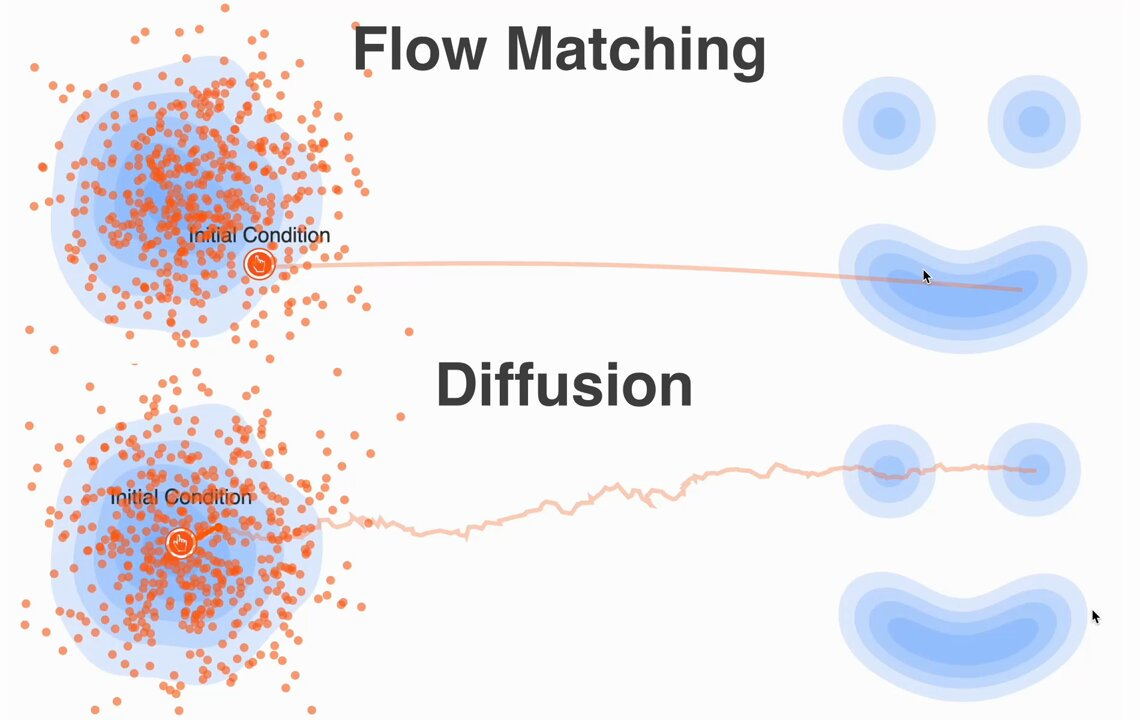 Flow Matching
Initial Condition
Diffusion
Initial Condition